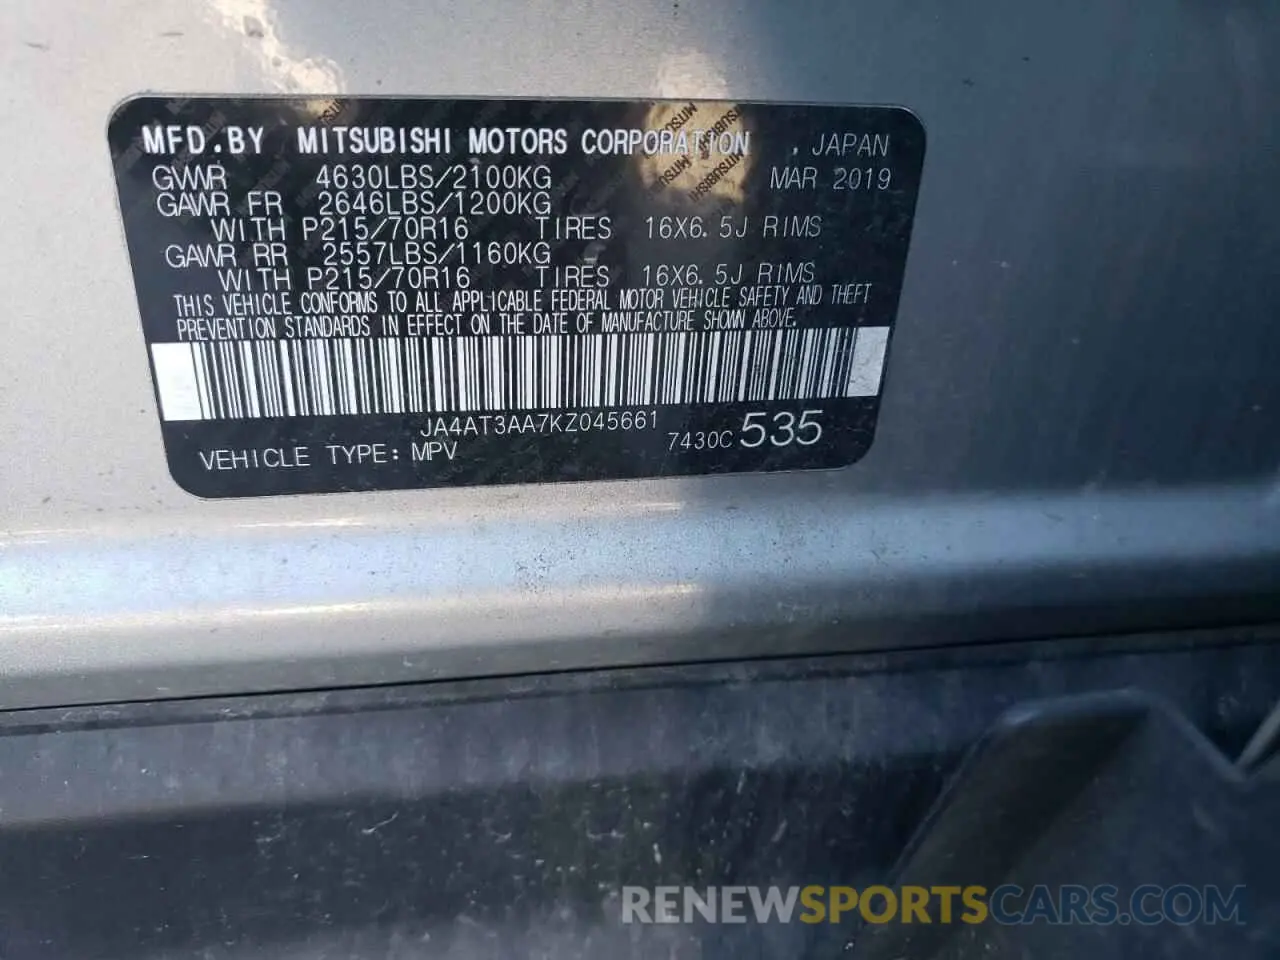 MFD.BY MITSUBISHI MOTORS CORPORATION , JAPAN
GVWR 4630LBS/2100KG MAR 2019
GAWR FR 2646LBS/1200KG
WITH P215/70R16 TIRES 16X6.5J RIMS
GAWR RR 2557LBS/1160KG
WITH P215/70R16 TIRES 16X6.5J RIMS
THIS VEHICLE CONFORMS TO ALL APPLICABLE FEDERAL MOTOR VEHICLE SAFETY AND THEFT
PREVENTION STANDARDS IN EFFECT ON THE DATE OF MANUFACTURE SHOWN ABOVE.
JA4AT3AA7KZ045661
VEHICLE TYPE: MPV 7430C 535
RENEWSPORTSCARS.COM